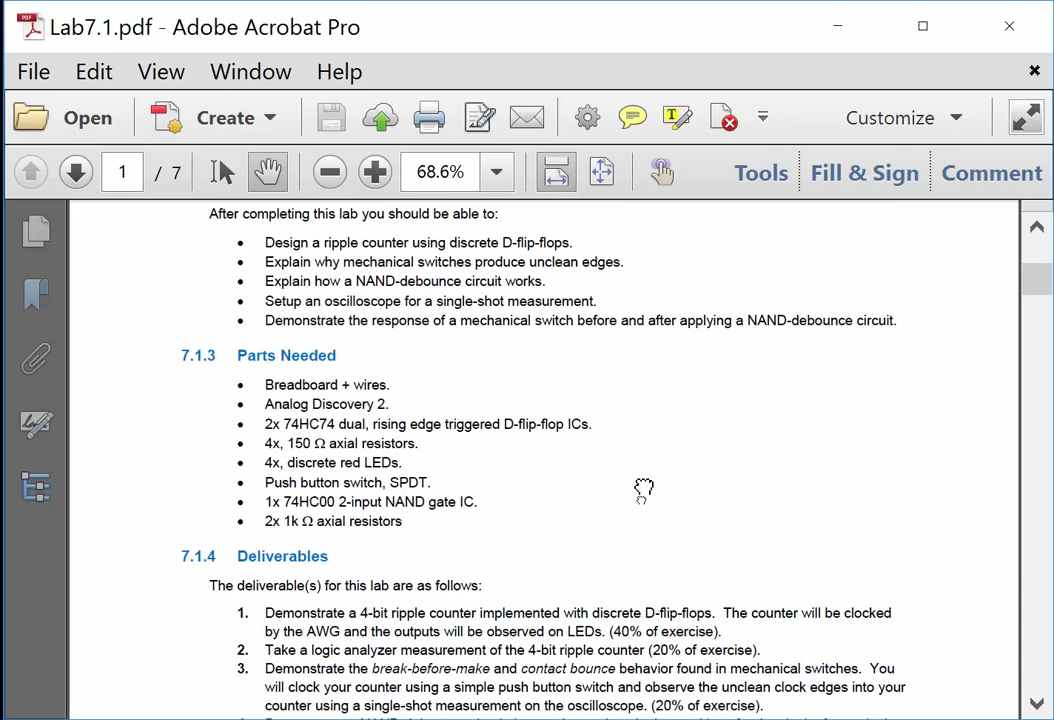 Lab7.1.pdf - Adobe Acrobat Pro
File Edit View Window Help
Open Create Customize
1 / 7 68.6% Tools Fill & Sign Comment
After completing this lab you should be able to:
• Design a ripple counter using discrete D-flip-flops.
• Explain why mechanical switches produce unclean edges.
• Explain how a NAND-debounce circuit works.
• Setup an oscilloscope for a single-shot measurement.
• Demonstrate the response of a mechanical switch before and after applying a NAND-debounce circuit.
7.1.3 Parts Needed
• Breadboard + wires.
• Analog Discovery 2.
• 2x 74HC74 dual, rising edge triggered D-flip-flop ICs.
• 4x, 150 Ω axial resistors.
• 4x, discrete red LEDs.
• Push button switch, SPDT.
• 1x 74HC00 2-input NAND gate IC.
• 2x 1k Ω axial resistors
7.1.4 Deliverables
The deliverable(s) for this lab are as follows:
1. Demonstrate a 4-bit ripple counter implemented with discrete D-flip-flops. The counter will be clocked
by the AWG and the outputs will be observed on LEDs. (40% of exercise).
2. Take a logic analyzer measurement of the 4-bit ripple counter (20% of exercise).
3. Demonstrate the break-before-make and contact bounce behavior found in mechanical switches. You
will clock your counter using a simple push button switch and observe the unclean clock edges into your
counter using a single-shot measurement on the oscilloscope. (20% of exercise).